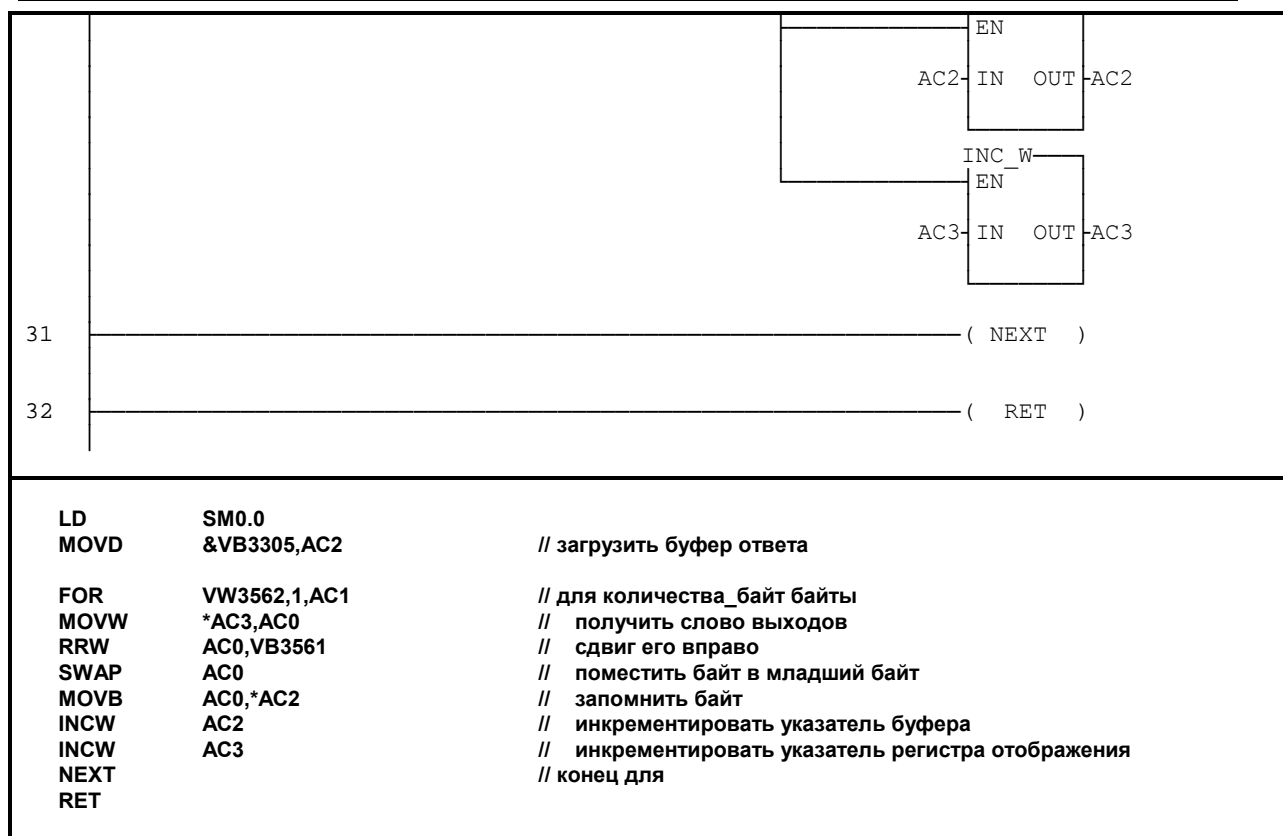 EN
AC2 IN OUT AC2
INC_W
EN
AC3 IN OUT AC3
31 ( NEXT )
32 ( RET )
LD SM0.0
MOVD &VB3305,AC2 // загрузить буфер ответа
FOR VW3562,1,AC1 // для количества_байт байты
MOVW *AC3,AC0 // получить слово выходов
RRW AC0,VB3561 // сдвиг его вправо
SWAP AC0 // поместить байт в младший байт
MOVB AC0,*AC2 // запомнить байт
INCW AC2 // инкрементировать указатель буфера
INCW AC3 // инкрементировать указатель регистра отображения
NEXT // конец для
RET